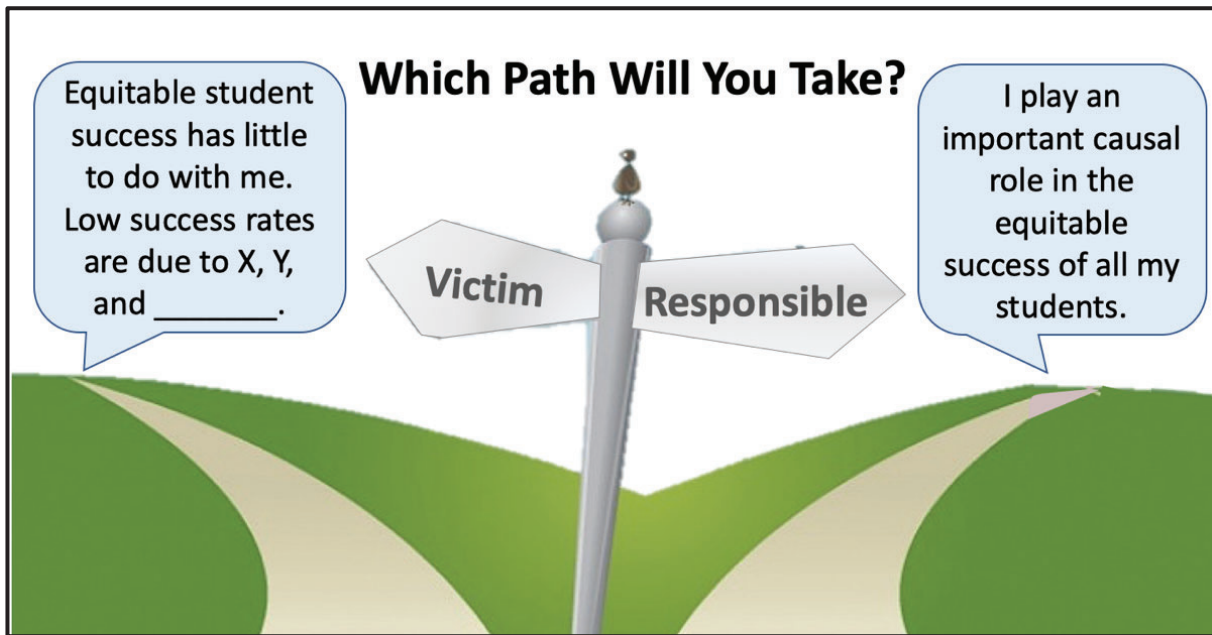 Which Path Will You Take?
Equitable student
success has little
to do with me.
Low success rates
are due to X, Y,
and _______.
Victim
Responsible
I play an
important causal
role in the
equitable
success of all my
students.